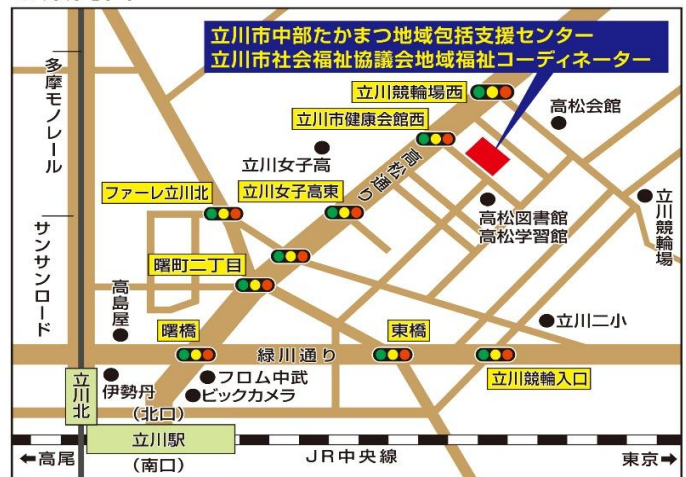 立川市中部たかまつ地域包括支援センター
立川市社会福祉協議会地域福祉コーディネーター
多摩モノレール
立川競輪場西
高松会館
立川市健康会館西
立川女子高
高松通り
ファーレ立川北
立川女子高東
高松図書館
高松学習館
立川競輪場
サンサンロード
曙町二丁目
高島屋
曙橋
緑川通り
東橋
立川二小
立川競輪入口
伊勢丹
フロム中武
ビックカメラ
立川北
(北口)
立川駅
(南口)
←高尾
JR中央線
東京→